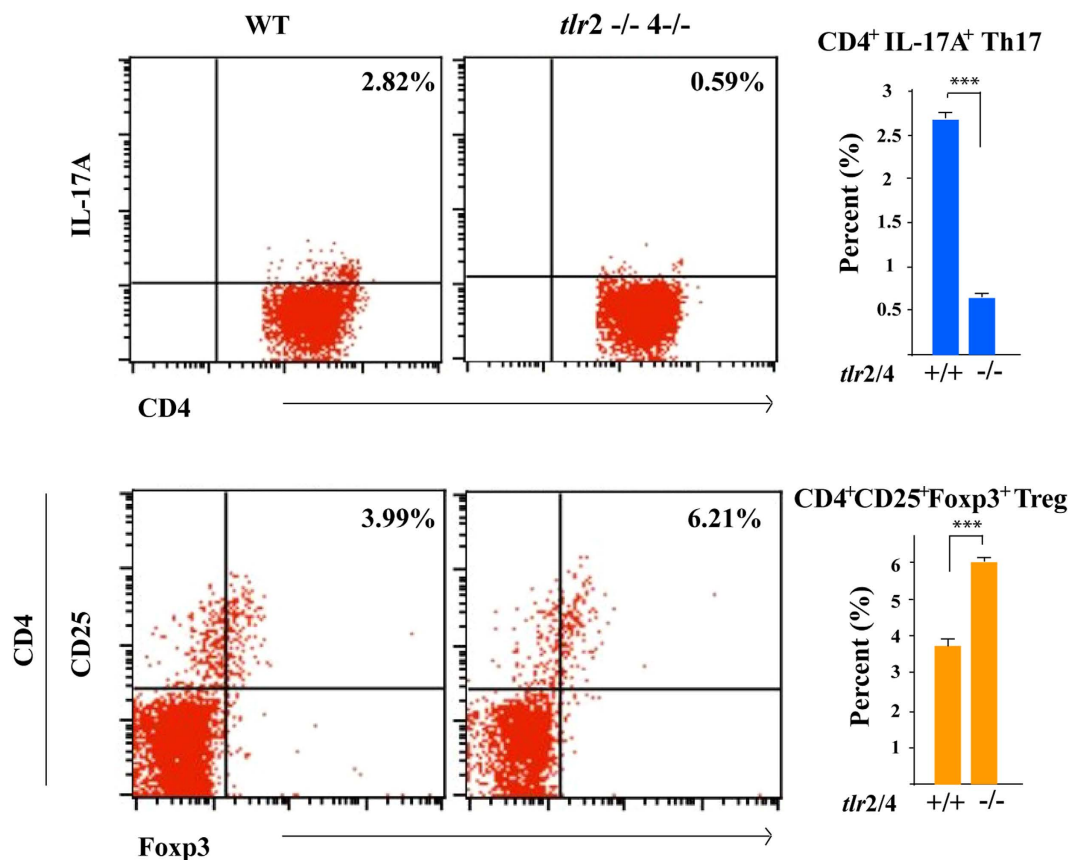 WT
tlr2 -/- 4-/-
CD4⁺ IL-17A⁺ Th17
2.82%
0.59%
***
3
2.5
2
1.5
1
0.5
Percent (%)
IL-17A
tlr2/4 +/+ -/-
CD4
CD4⁺CD25⁺Foxp3⁺ Treg
3.99%
6.21%
***
6
5
4
3
2
1
Percent (%)
CD4
CD25
tlr2/4 +/+ -/-
Foxp3